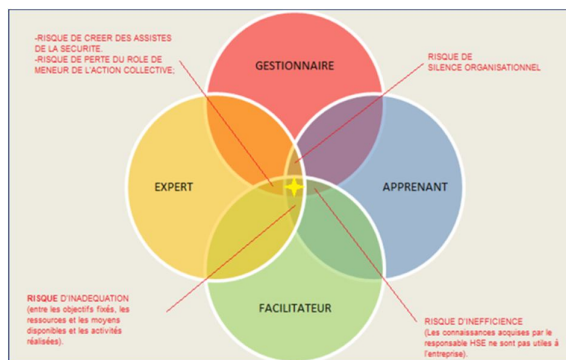 -RISQUE DE CREER DES ASSISTES
DE LA SECURITE.
-RISQUE DE PERTE DU ROLE DE
MENEUR DE L'ACTION COLLECTIVE;
RISQUE DE
SILENCE ORGANISATIONNEL
GESTIONNAIRE
EXPERT
APPRENANT
FACILITATEUR
RISQUE D'INADEQUATION
(entre les objectifs fixés, les
ressources et les moyens
disponibles et les activités
réalisées).
RISQUE D'INEFFICIENCE
(Les connaissances acquises par le
responsable HSE ne sont pas utiles à
l'entreprise).